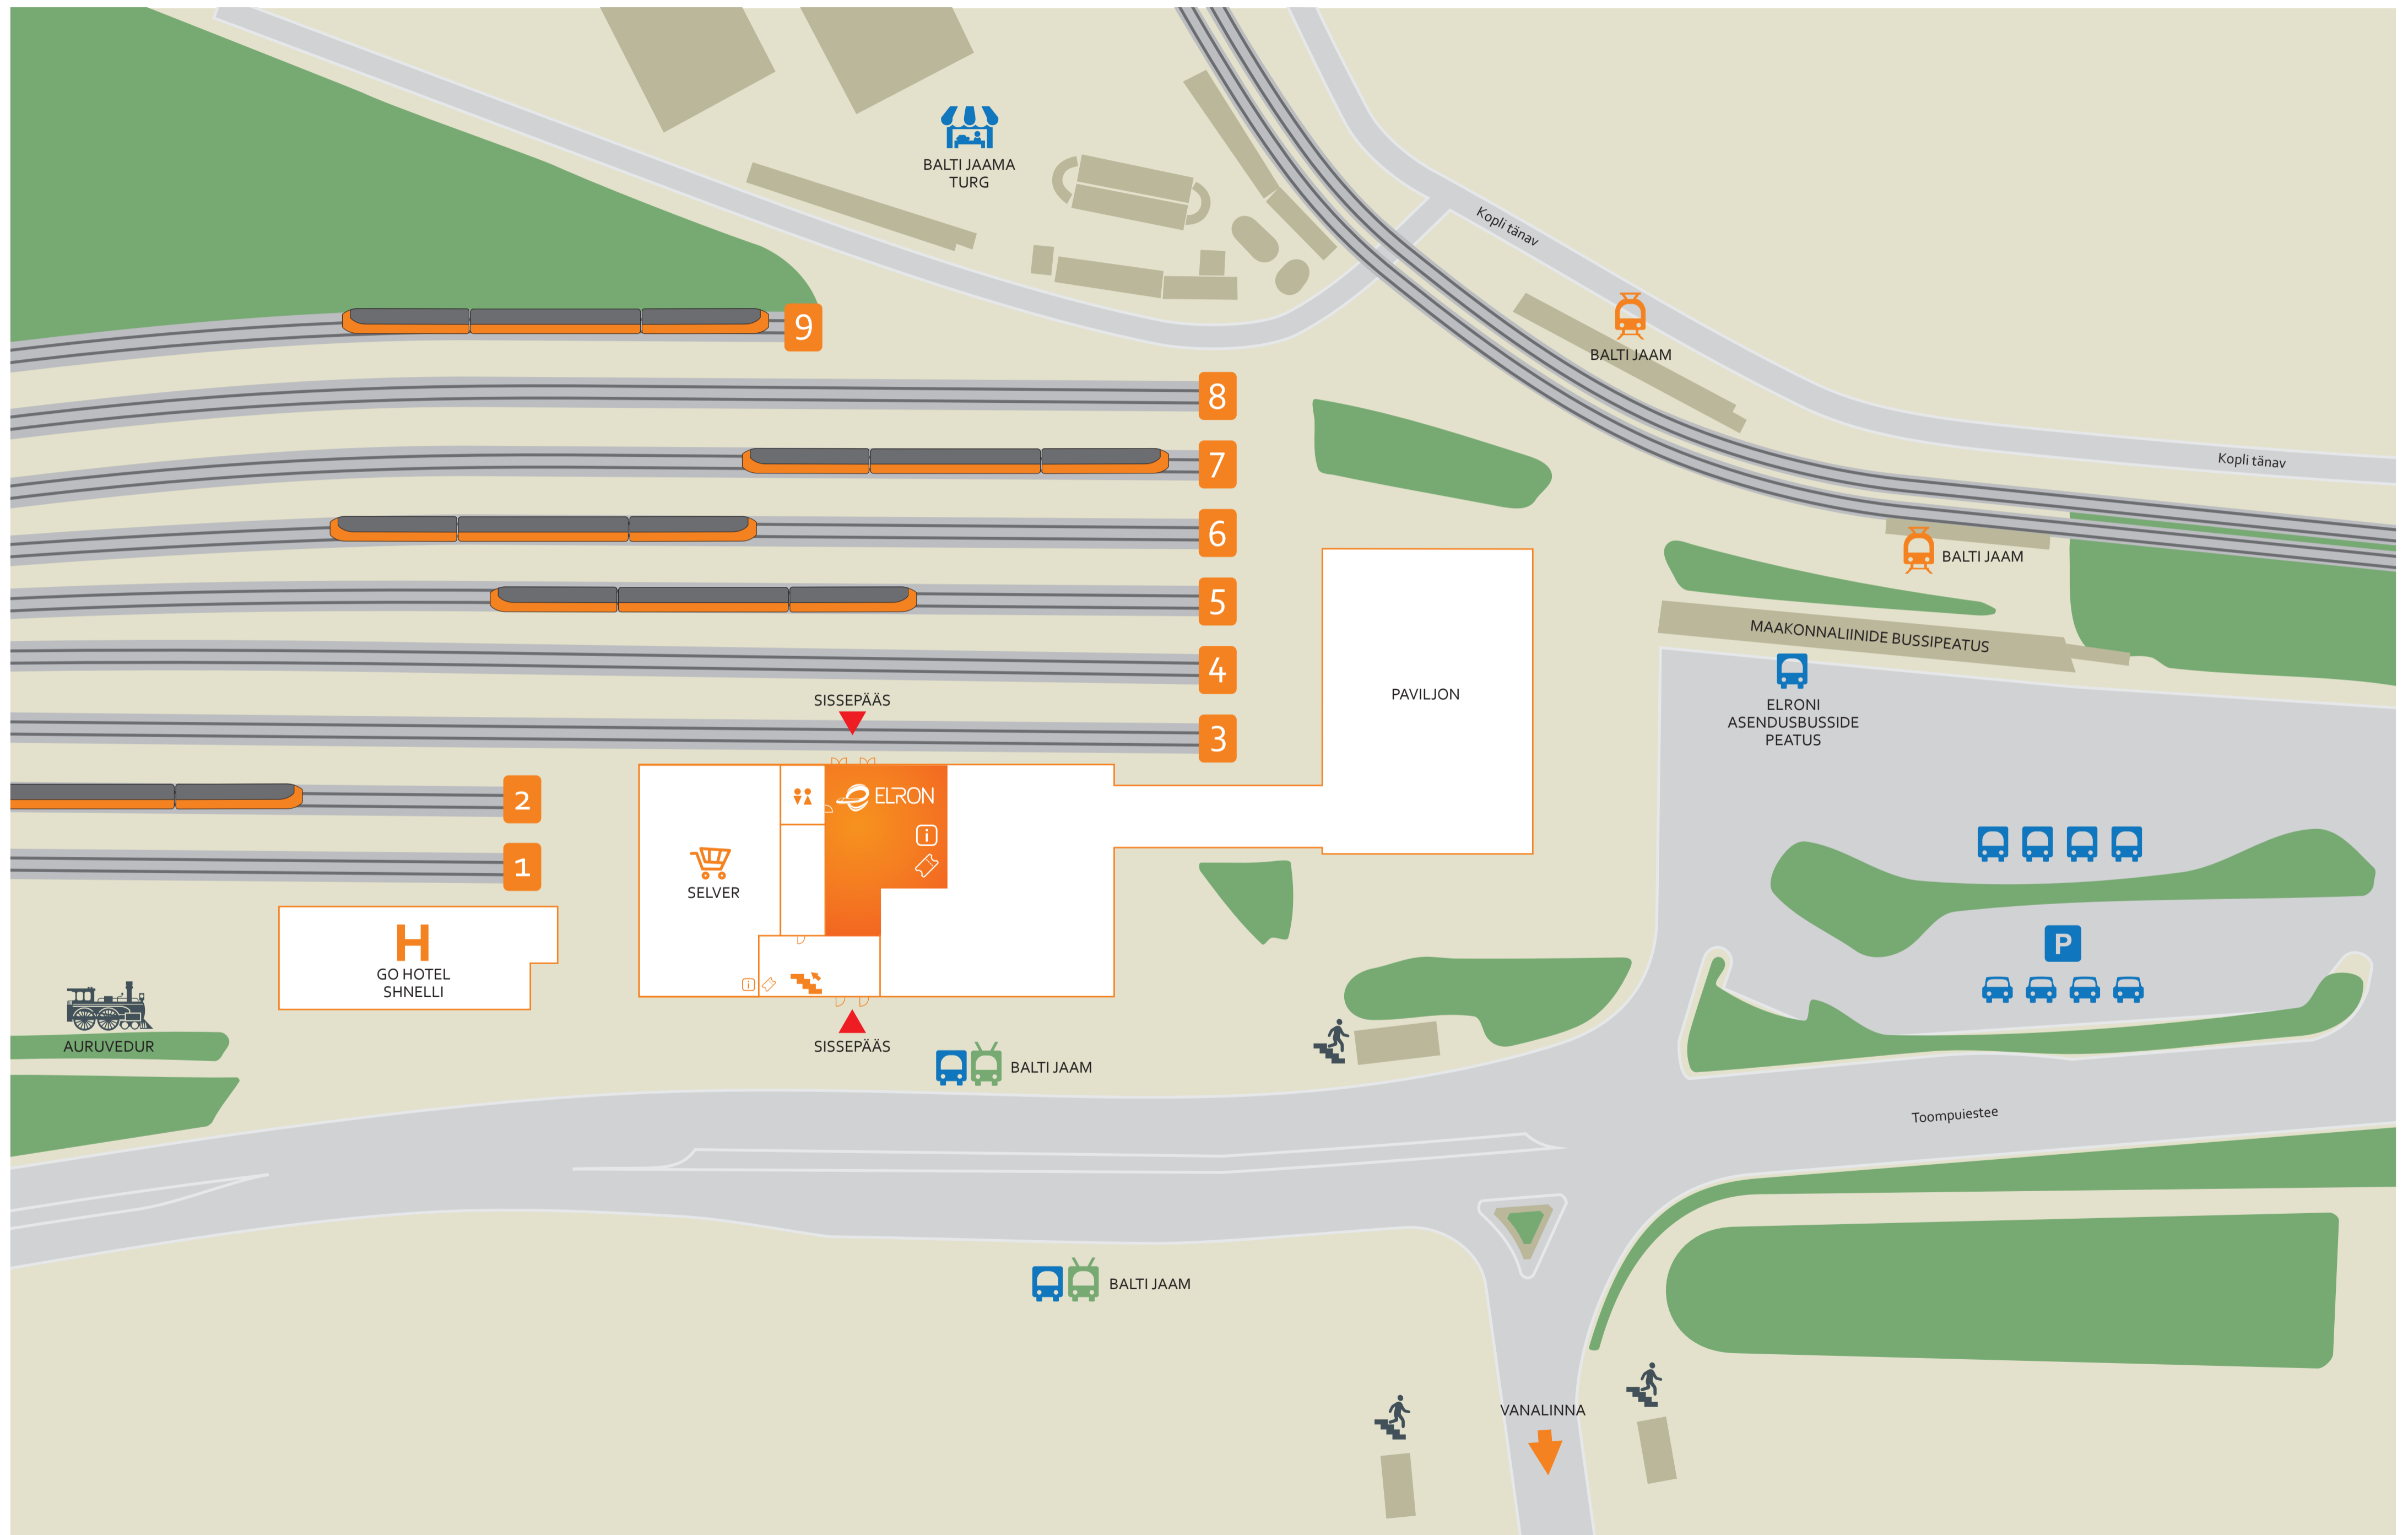 BALTI JAAMA
TURG
Kopli tänav
9
BALTI JAAM
8
7
Kopli tänav
6
BALTI JAAM
5
MAAKONNALIINIDE BUSSIPEATUS
4
SISSEPÄÄS
PAVILJON
ELRONI
ASENDUSBUSSIDE
PEATUS
3
2
ELRON
i
1
SELVER
H
GO HOTEL
SHNELLI
P
i
AURUVEDUR
SISSEPÄÄS
BALTI JAAM
Toompuiestee
BALTI JAAM
VANALINNA